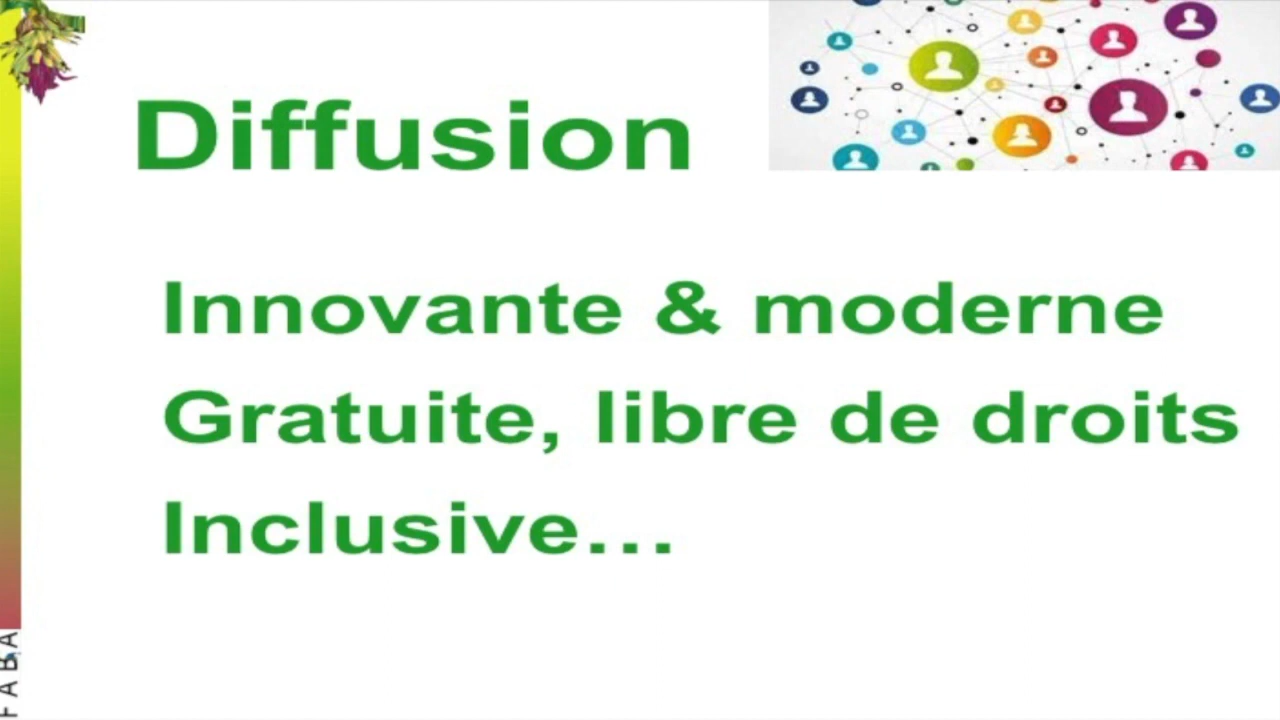 Diffusion
Innovante & moderne
Gratuite, libre de droits
Inclusive...
FABA